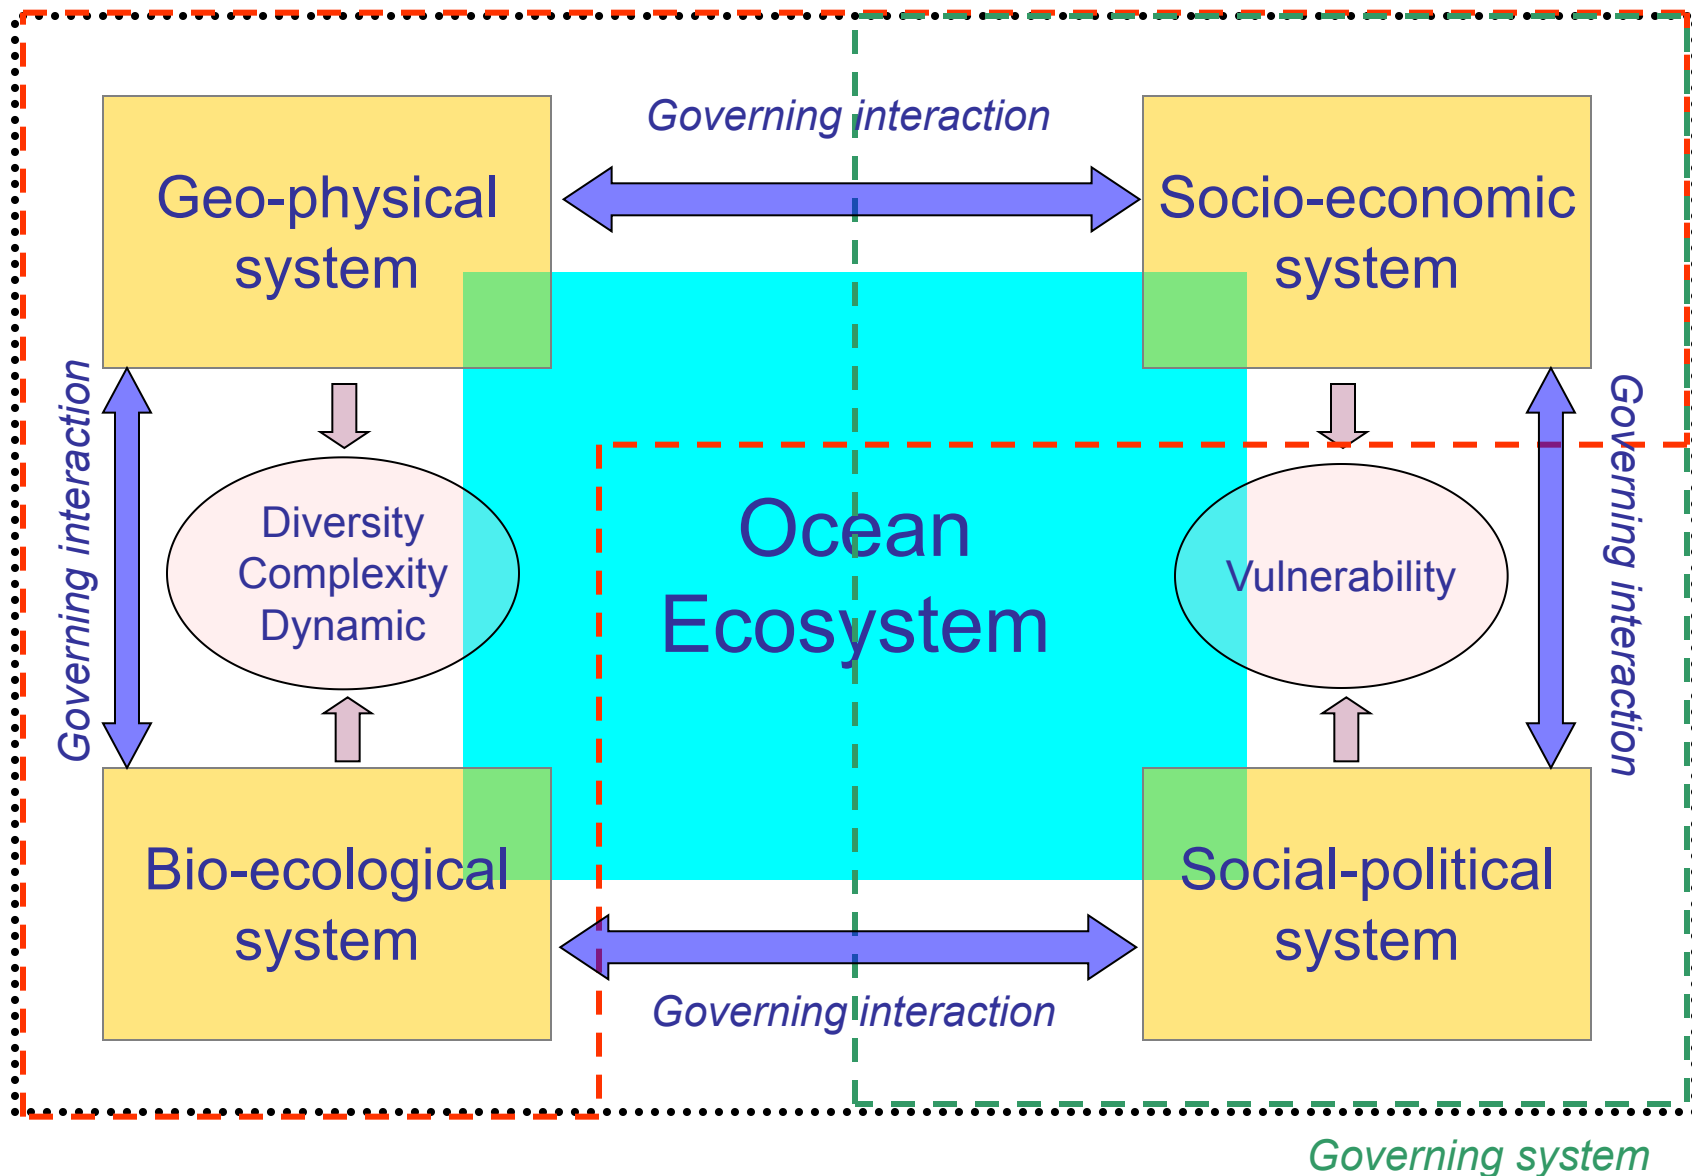 Governing interaction
Geo-physical
system
Socio-economic
system
Governing interaction
Governing interaction
Diversity
Complexity
Dynamic
Ocean
Ecosystem
Vulnerability
Bio-ecological
system
Social-political
system
Governing interaction
Governing system